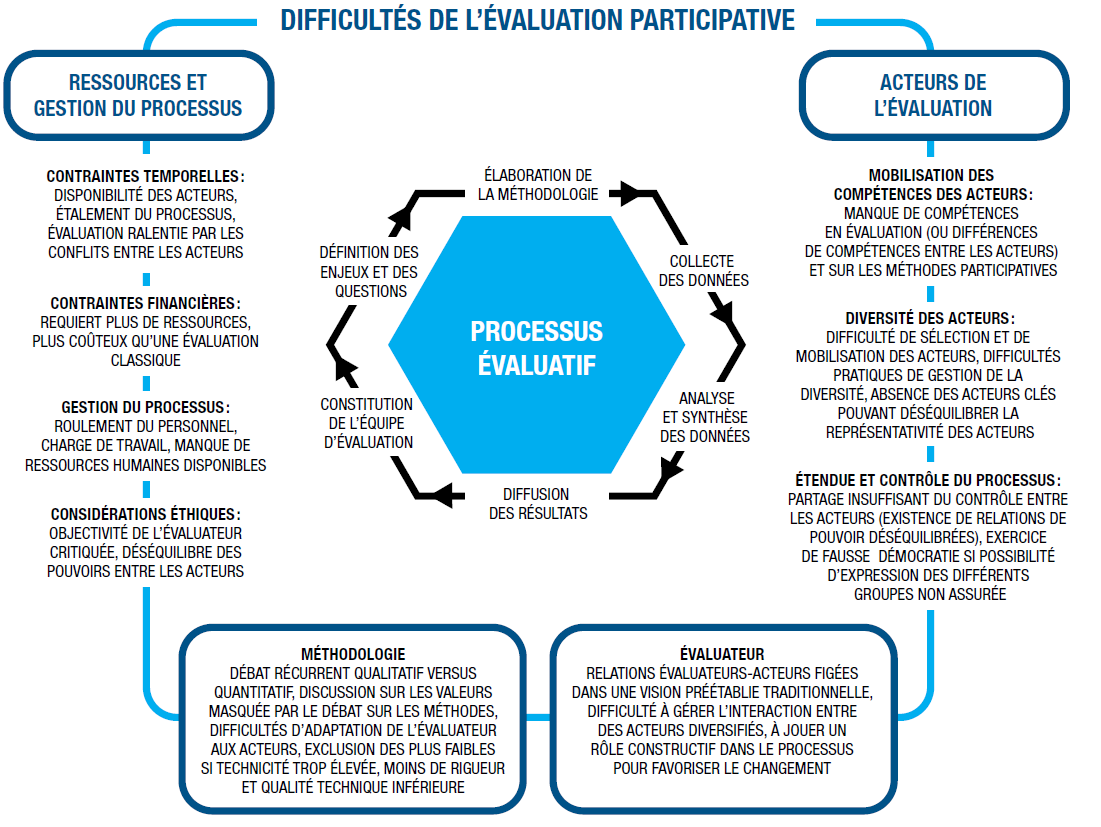 DIFFICULTÉS DE L'ÉVALUATION PARTICIPATIVE
RESSOURCES ET
GESTION DU PROCESSUS
CONTRAINTES TEMPORELLES :
DISPONIBILITÉ DES ACTEURS,
ÉTALEMENT DU PROCESSUS,
ÉVALUATION RALENTIE PAR LES
CONFLITS ENTRE LES ACTEURS
CONTRAINTES FINANCIÈRES :
REQUIERT PLUS DE RESSOURCES,
PLUS COÛTEUX QU'UNE ÉVALUATION
CLASSIQUE
GESTION DU PROCESSUS :
ROULEMENT DU PERSONNEL,
CHARGE DE TRAVAIL, MANQUE DE
RESSOURCES HUMAINES DISPONIBLES
CONSIDÉRATIONS ÉTHIQUES :
OBJECTIVITÉ DE L'ÉVALUATEUR
CRITIQUÉE, DÉSÉQUILIBRE DES
POUVOIRS ENTRE LES ACTEURS
PROCESSUS
ÉVALUATIF
ÉLABORATION DE
LA MÉTHODOLOGIE
COLLECTE
DES DONNÉES
ANALYSE
ET SYNTHÈSE
DES DONNÉES
DIFFUSION
DES RÉSULTATS
CONSTITUTION
DE L'ÉQUIPE
D'ÉVALUATION
DÉFINITION DES
ENJEUX ET DES
QUESTIONS
ACTEURS DE
L'ÉVALUATION
MOBILISATION DES
COMPÉTENCES DES ACTEURS :
MANQUE DE COMPÉTENCES
EN ÉVALUATION (OU DIFFÉRENCES
DE COMPÉTENCES ENTRE LES ACTEURS)
ET SUR LES MÉTHODES PARTICIPATIVES
DIVERSITÉ DES ACTEURS :
DIFFICULTÉ DE SÉLECTION ET DE
MOBILISATION DES ACTEURS, DIFFICULTÉS
PRATIQUES DE GESTION DE LA
DIVERSITÉ, ABSENCE DES ACTEURS CLÉS
POUVANT DÉSÉQUILIBRER LA
REPRÉSENTATIVITÉ DES ACTEURS
ÉTENDUE ET CONTRÔLE DU PROCESSUS :
PARTAGE INSUFFISANT DU CONTRÔLE ENTRE
LES ACTEURS (EXISTENCE DE RELATIONS DE
POUVOIR DÉSÉQUILIBRÉES), EXERCICE
DE FAUSSE DÉMOCRATIE SI POSSIBILITÉ
D'EXPRESSION DES DIFFÉRENTS
GROUPES NON ASSURÉE
MÉTHODOLOGIE
DÉBAT RÉCURRENT QUALITATIF VERSUS
QUANTITATIF, DISCUSSION SUR LES VALEURS
MASQUÉE PAR LE DÉBAT SUR LES MÉTHODES,
DIFFICULTÉS D'ADAPTATION DE L'ÉVALUATEUR
AUX ACTEURS, EXCLUSION DES PLUS FAIBLES
SI TECHNICITÉ TROP ÉLEVÉE, MOINS DE RIGUEUR
ET QUALITÉ TECHNIQUE INFÉRIEURE
ÉVALUATEUR
RELATIONS ÉVALUATEURS-ACTEURS FIGÉES
DANS UNE VISION PRÉÉTABLIE TRADITIONNELLE,
DIFFICULTÉ À GÉRER L'INTERACTION ENTRE
DES ACTEURS DIVERSIFIÉS, À JOUER UN
RÔLE CONSTRUCTIF DANS LE PROCESSUS
POUR FAVORISER LE CHANGEMENT